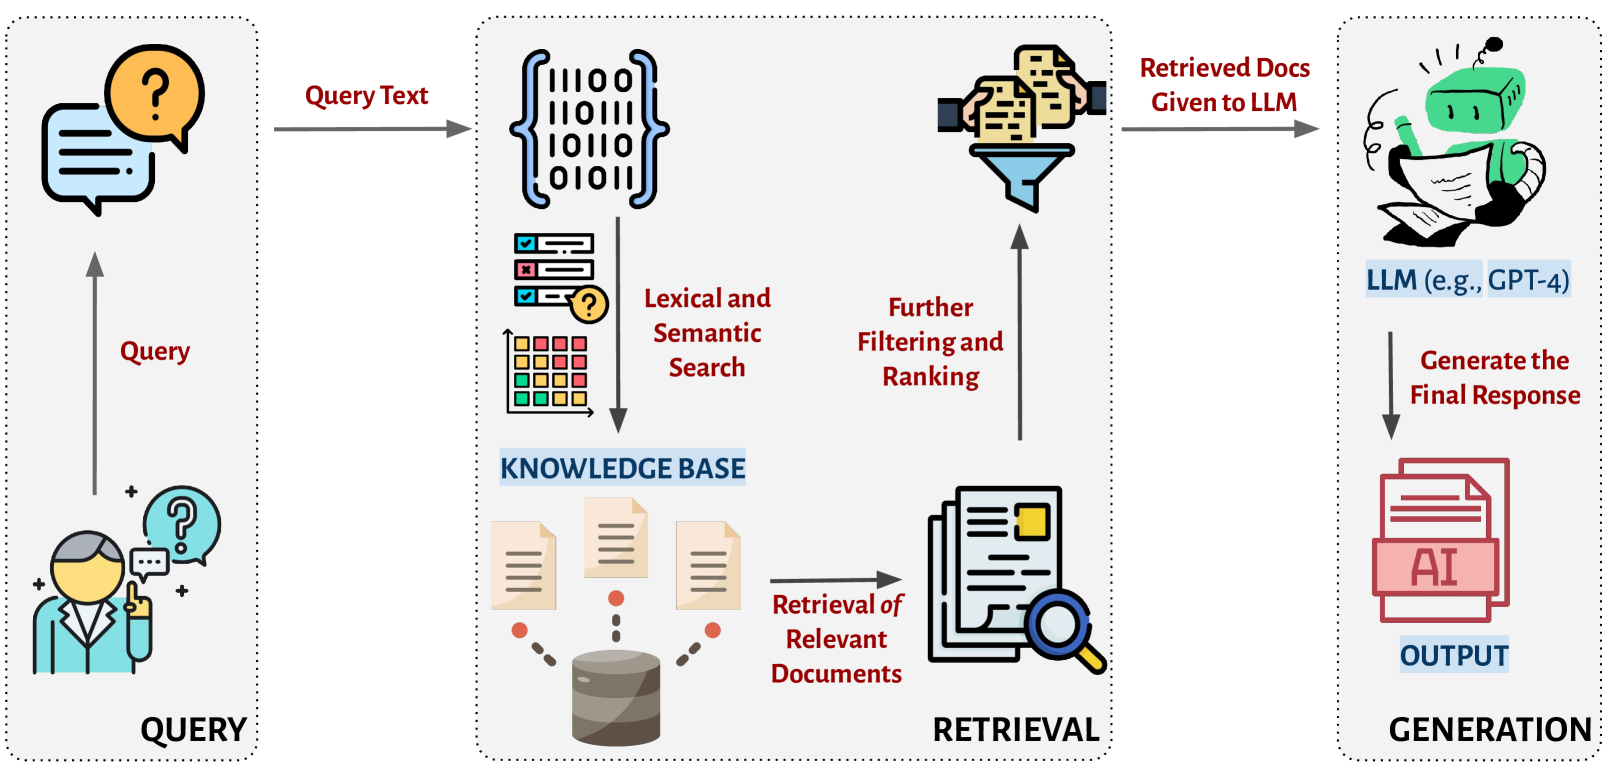 Query
QUERY
Query Text
11100
11011
10110
01011
Lexical and
Semantic
Search
KNOWLEDGE BASE
Retrieval of
Relevant
Documents
Further
Filtering and
Ranking
RETRIEVAL
Retrieved Docs
Given to LLM
LLM (e.g., GPT-4)
Generate the
Final Response
AI
OUTPUT
GENERATION